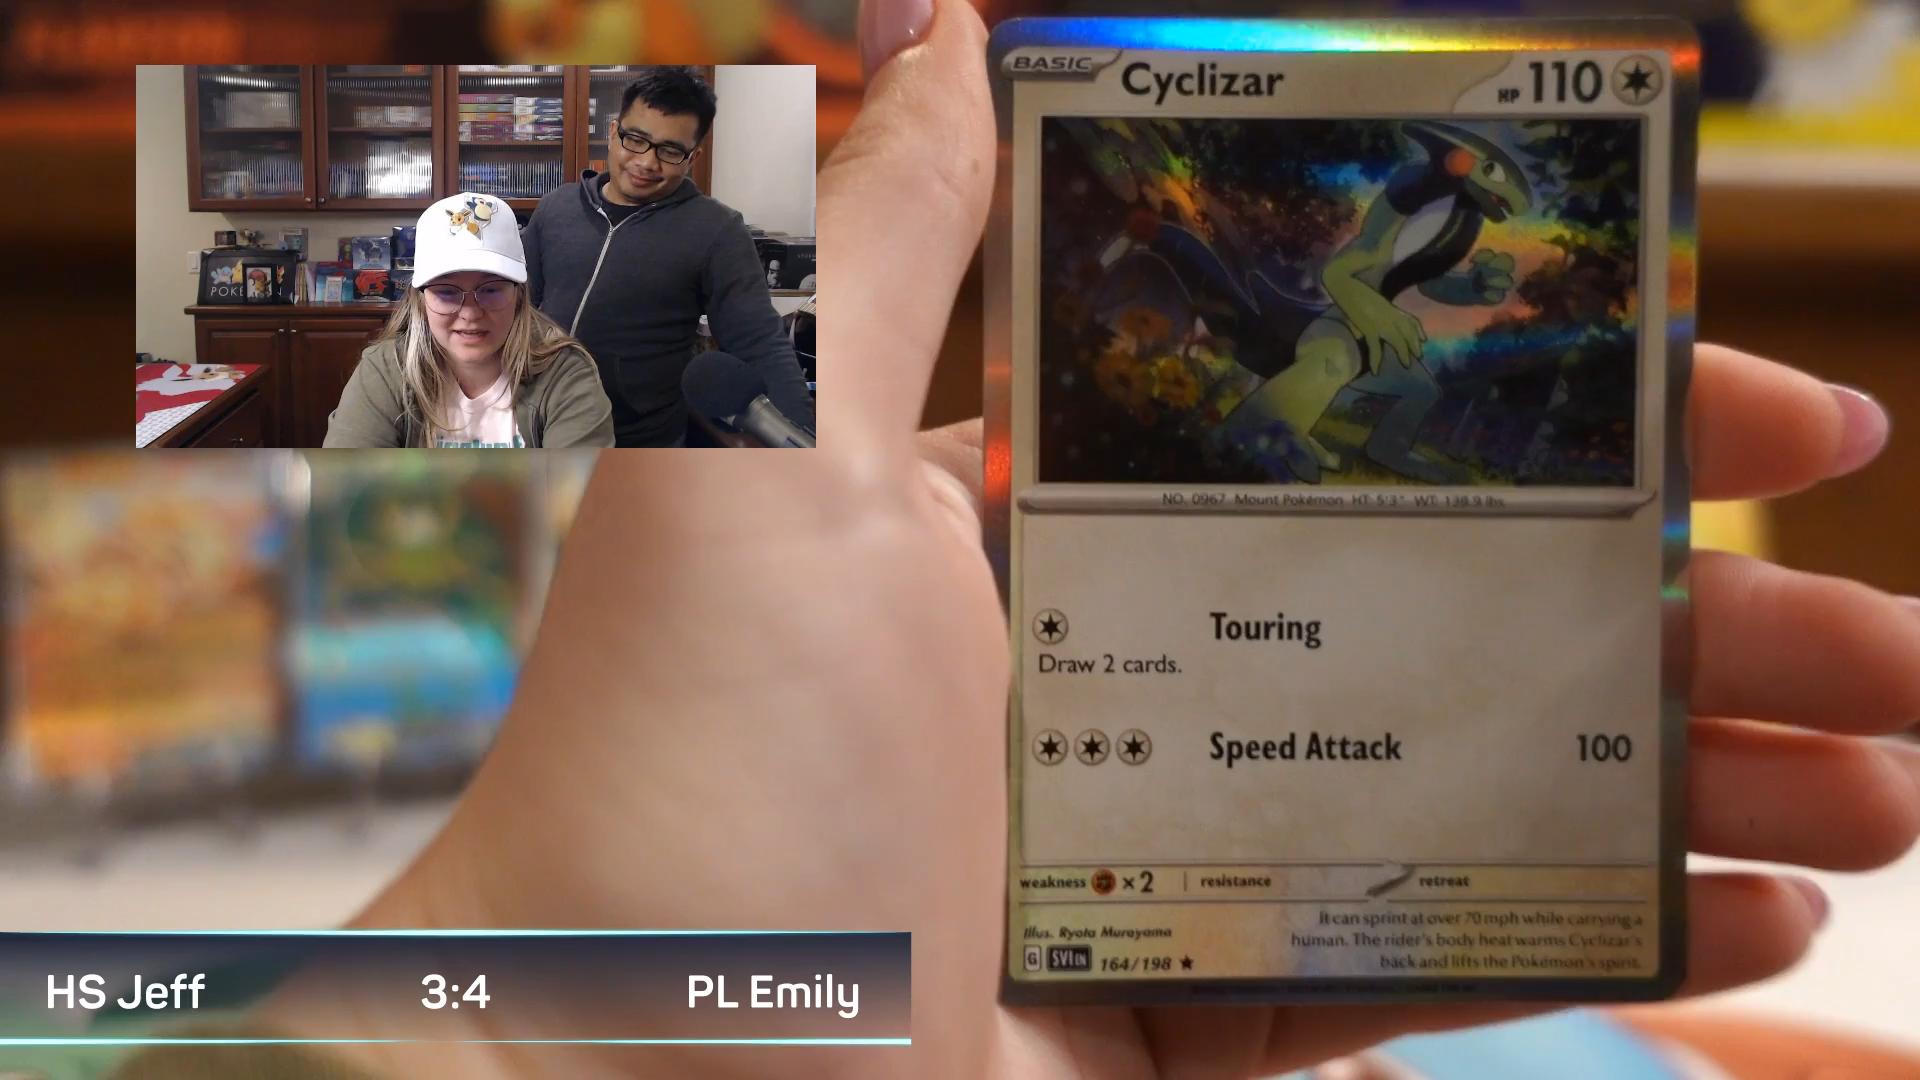 BASIC
Cyclizar
HP 110
NO. 0967 Mount Pokémon HT: 5'3" WT: 138.9 lbs
Touring
Draw 2 cards.
Speed Attack 100
weakness ×2 resistance retreat
Illus. Ryota Murayama
It can sprint at over 70 mph while carrying a
human. The rider's body heat warms Cyclizar's
back and lifts the Pokémon's spirit.
G SVI EN 164/198
POKE
HS Jeff 3:4 PL Emily